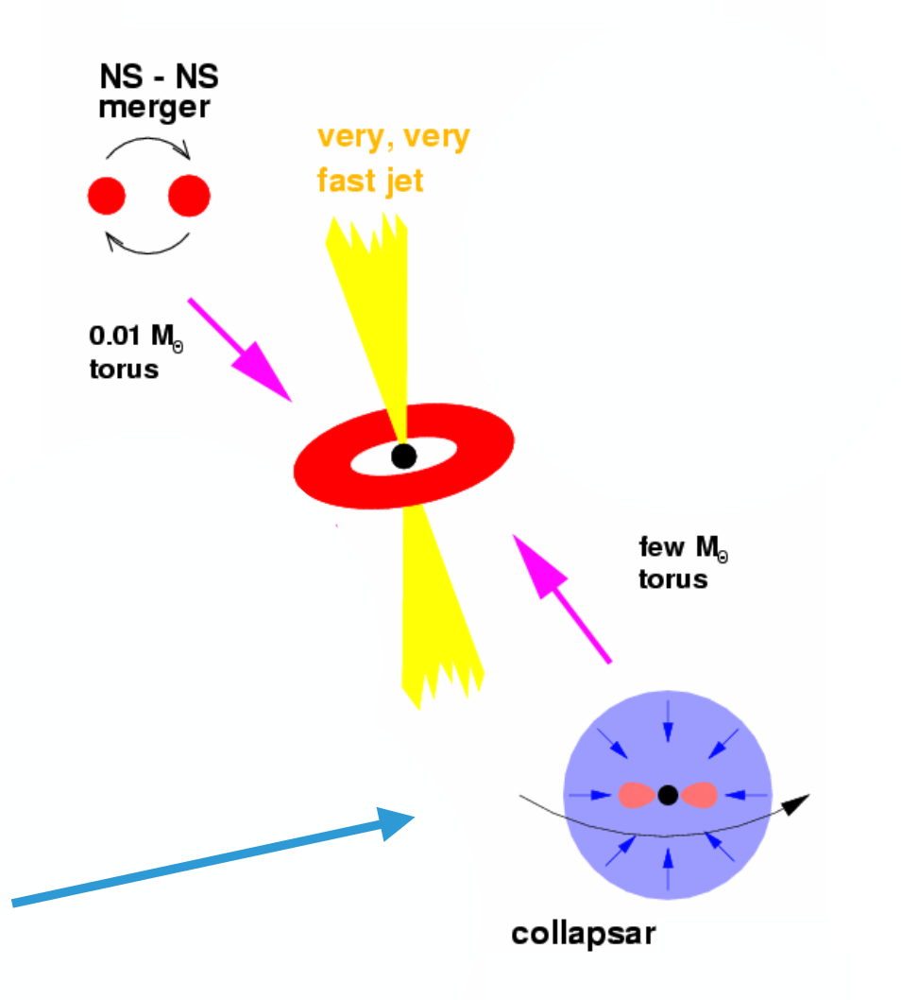 NS - NS
merger
very, very
fast jet
0.01 M☉
torus
few M☉
torus
collapsar